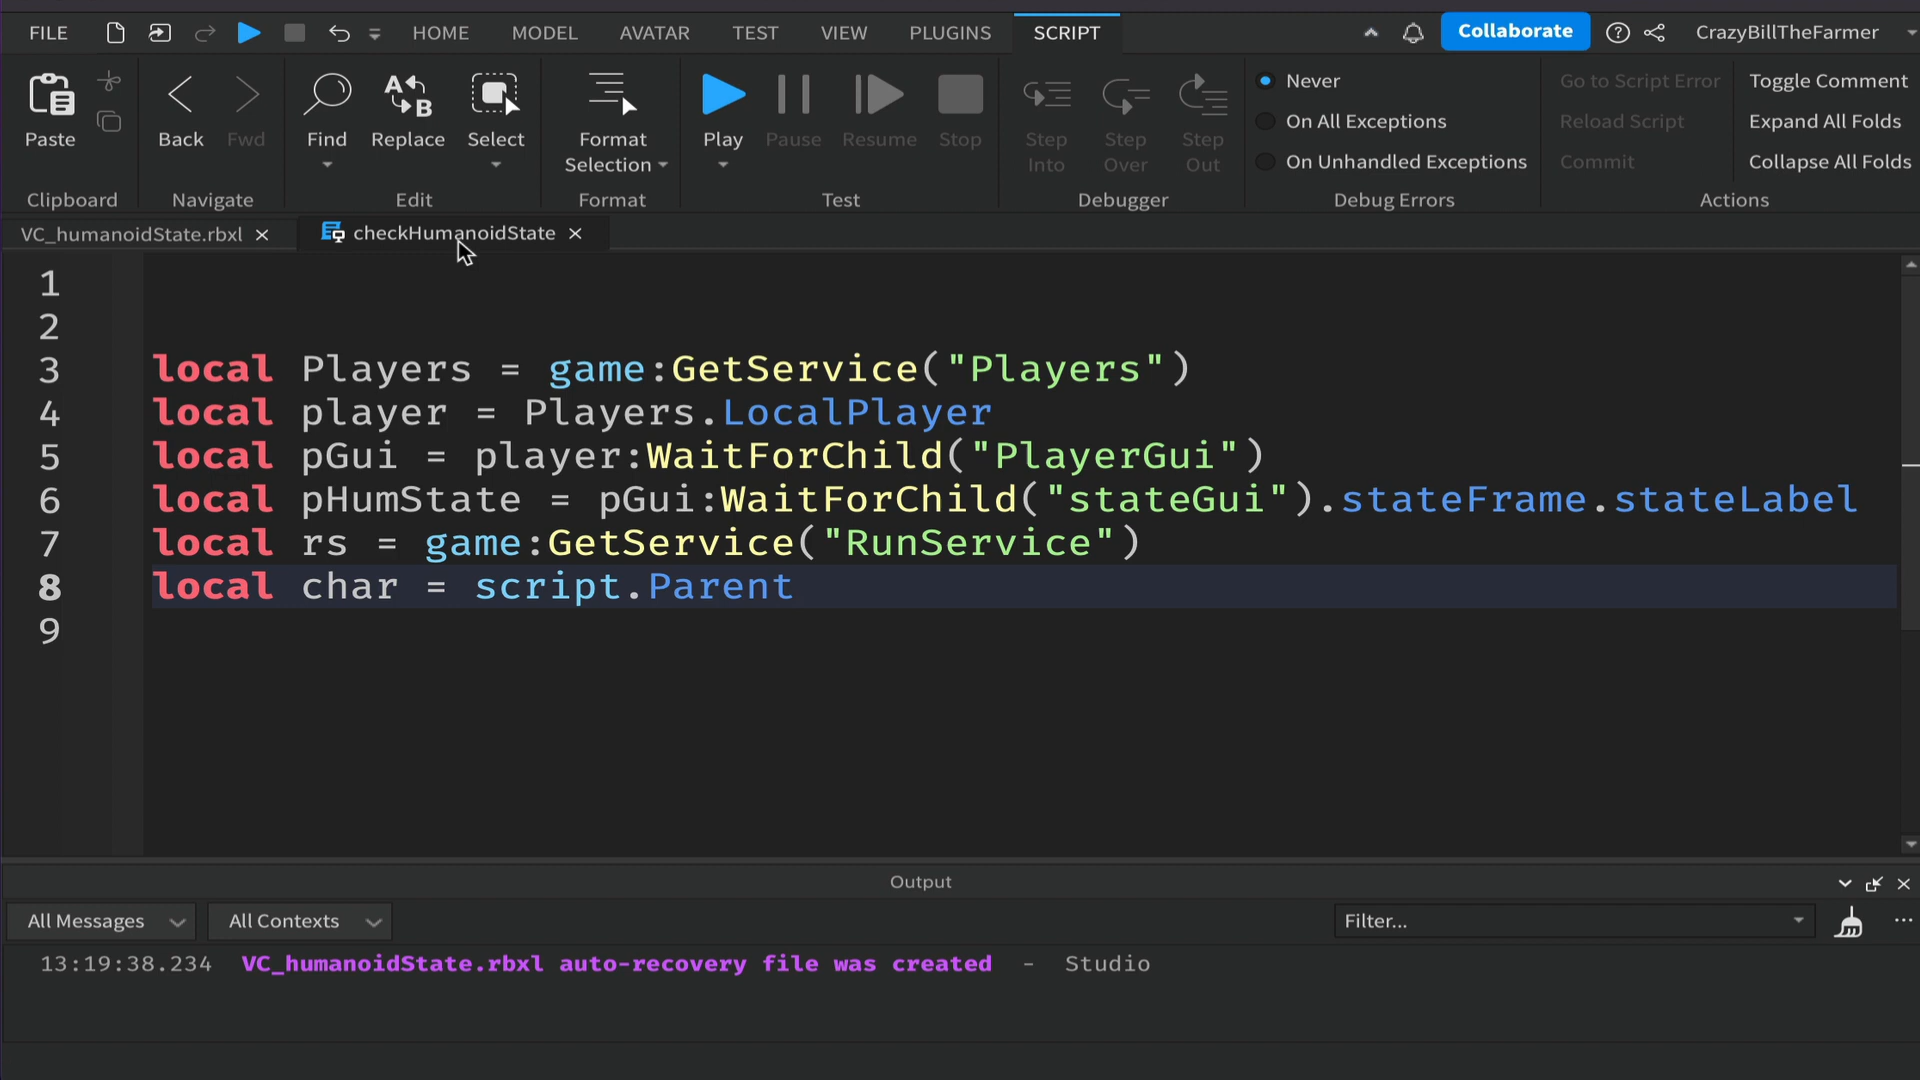 FILE HOME MODEL AVATAR TEST VIEW PLUGINS SCRIPT Collaborate CrazyBillTheFarmer
Paste
Clipboard
Back Fwd
Navigate
Find Replace Select
Edit
Format
Selection
Format
Play Pause Resume Stop
Test
Step Into
Step Over
Step Out
Debugger
Never
On All Exceptions
On Unhandled Exceptions
Debug Errors
Go to Script Error Toggle Comment
Reload Script Expand All Folds
Commit Collapse All Folds
Actions
VC_humanoidState.rbxl checkHumanoidState
1
2
3 local Players = game:GetService("Players")
4 local player = Players.LocalPlayer
5 local pGui = player:WaitForChild("PlayerGui")
6 local pHumState = pGui:WaitForChild("stateGui").stateFrame.stateLabel
7 local rs = game:GetService("RunService")
8 local char = script.Parent
9
Output
All Messages All Contexts Filter...
13:19:38.234 VC_humanoidState.rbxl auto-recovery file was created - Studio